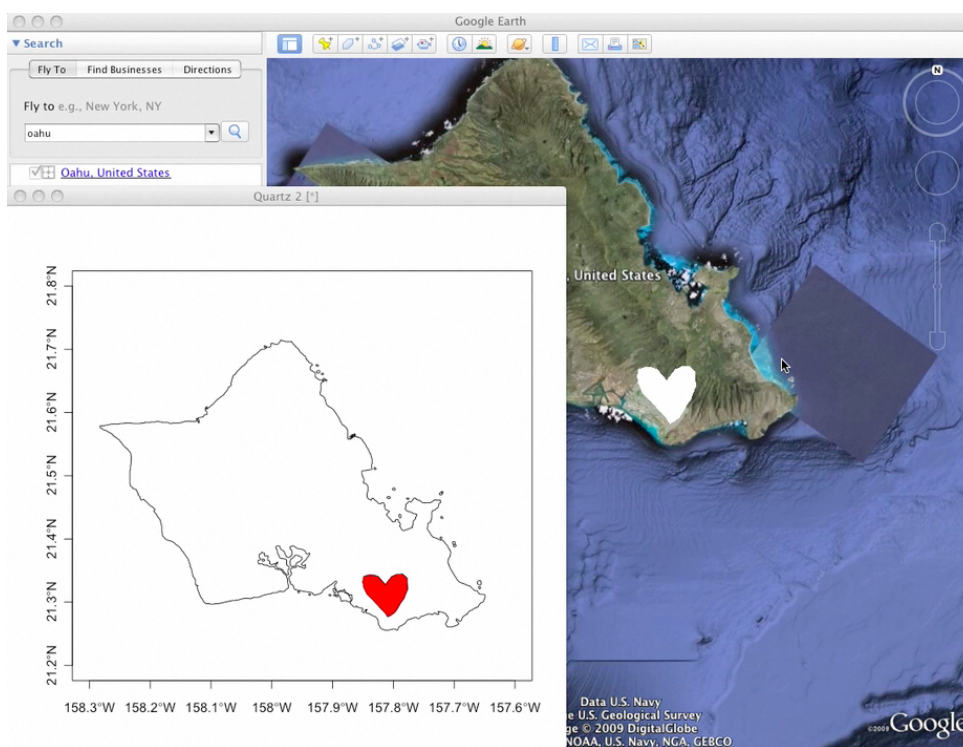 Google Earth
Search
Fly To Find Businesses Directions
Fly to e.g., New York, NY
oahu
Oahu, United States
N
Quartz 2 [*]
, United States
21.8°N
21.7°N
21.6°N
21.5°N
21.4°N
21.3°N
21.2°N
158.3°W 158.2°W 158.1°W 158°W 157.9°W 157.8°W 157.7°W 157.6°W
Data U.S. Navy
e U.S. Geological Survey
ge © 2009 DigitalGlobe
NOAA, U.S. Navy, NGA, GEBCO
©2009 Google